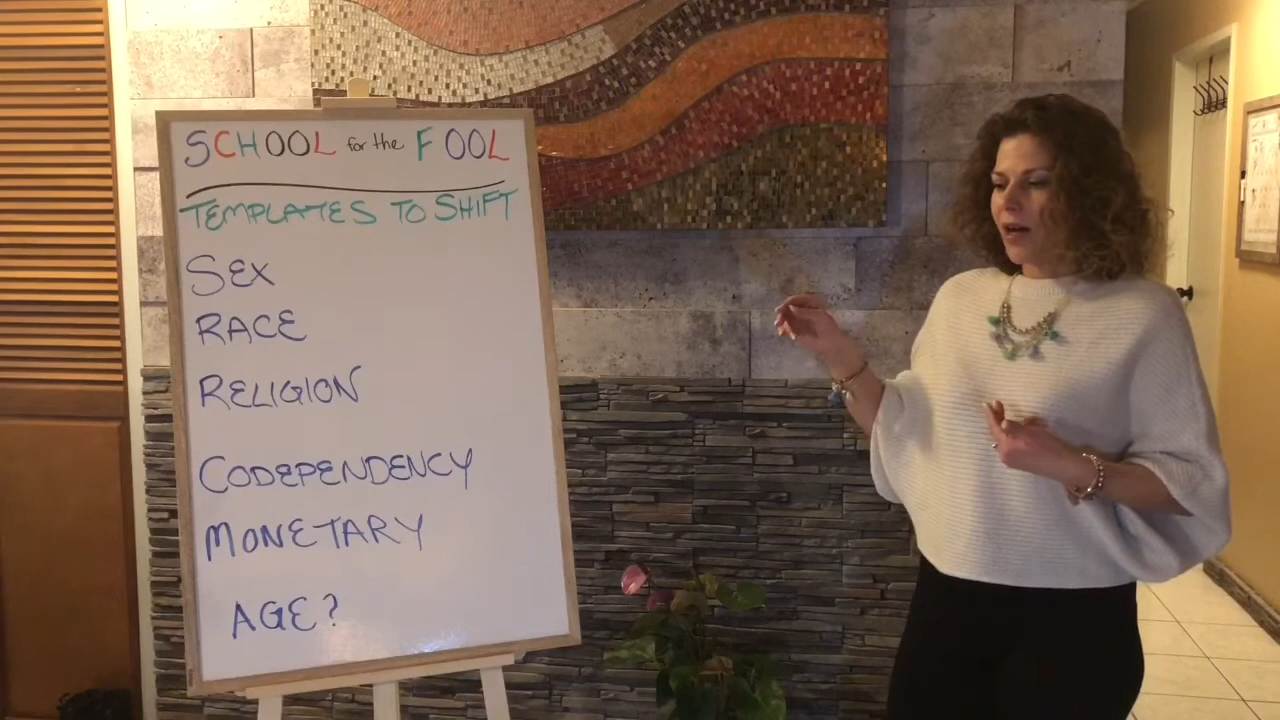 SCHOOL for the FOOL
TEMPLATES TO SHIFT
SEX
RACE
RELIGION
CODEPENDENCY
MONETARY
AGE?